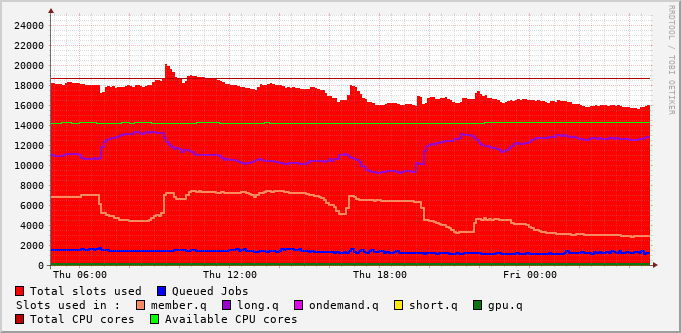 24000
22000
20000
18000
16000
14000
12000
10000
8000
6000
4000
2000
0
Thu 06:00 Thu 12:00 Thu 18:00 Fri 00:00
RRDTOOL / TOBI OETIKER
Total slots used Queued Jobs
Slots used in : member.q long.q ondemand.q short.q gpu.q
Total CPU cores Available CPU cores